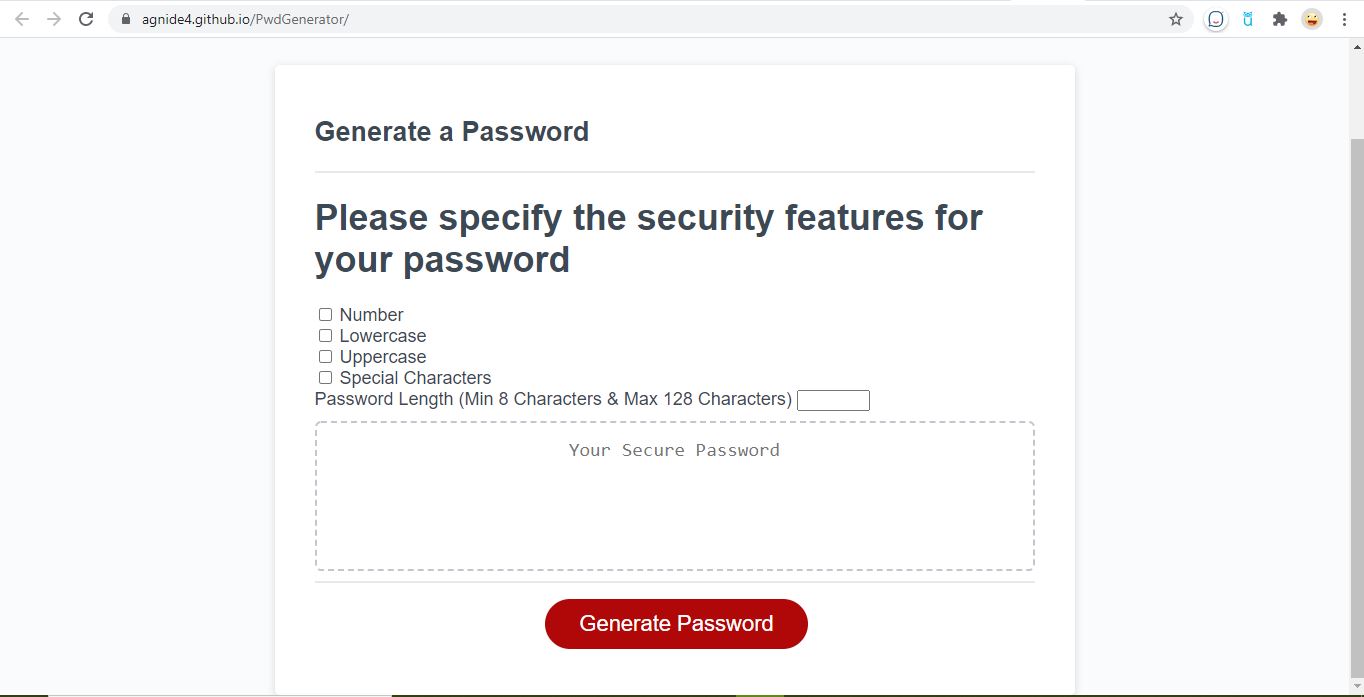 agnide4.github.io/PwdGenerator/
Generate a Password
Please specify the security features for
your password
Number
Lowercase
Uppercase
Special Characters
Password Length (Min 8 Characters & Max 128 Characters)
Your Secure Password
Generate Password